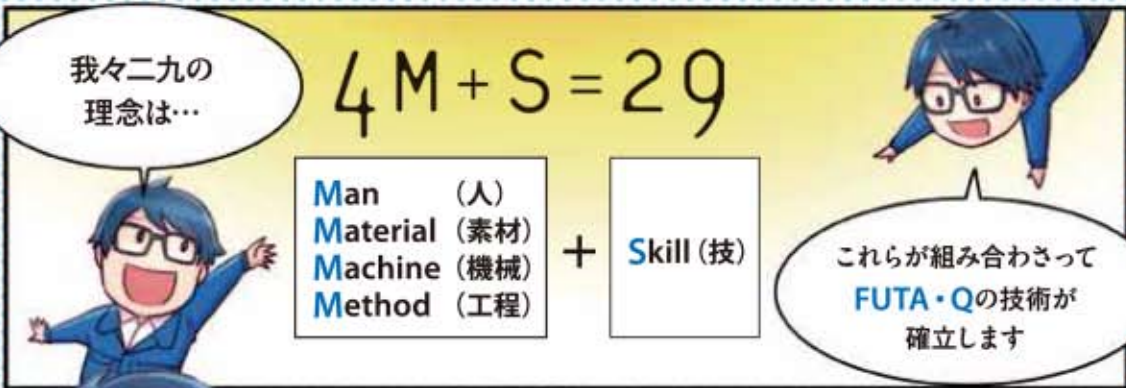 我々二九の
理念は…
4M+S=29
Man (人)
Material (素材)
Machine (機械)
Method (工程)
+
Skill (技)
これらが組み合わさって
FUTA・Qの技術が
確立します